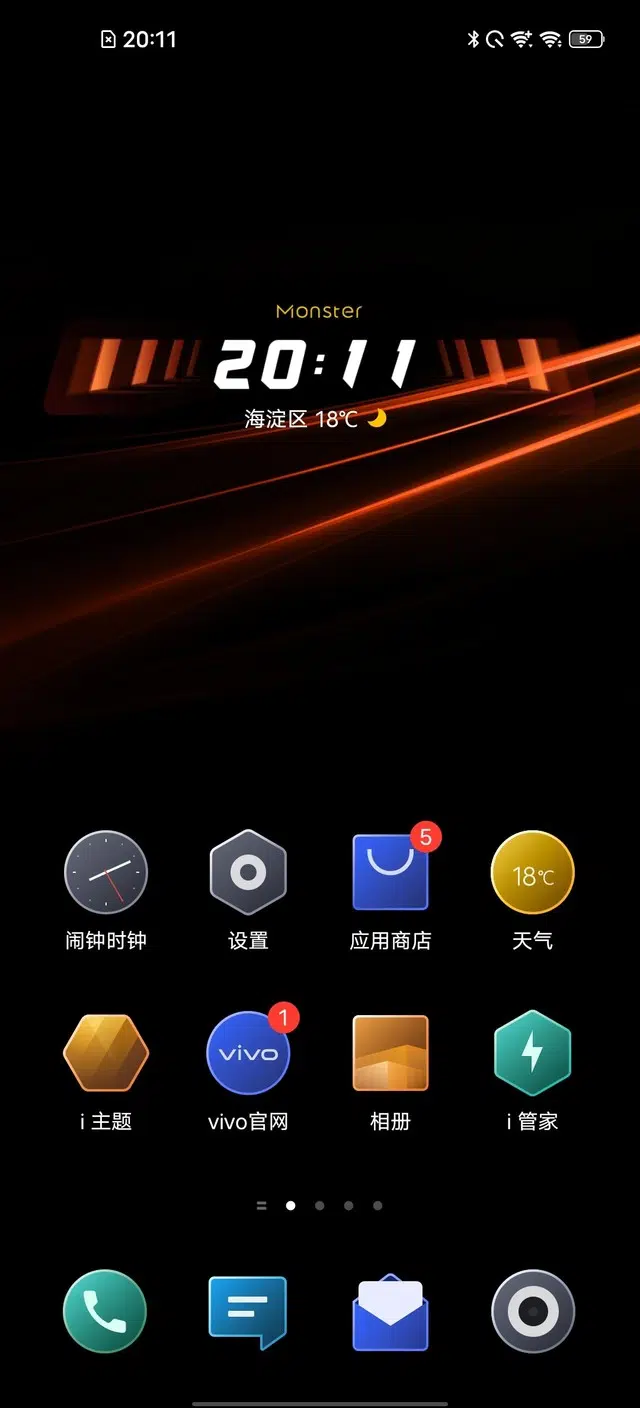 20:11
59
Monster
20:11
海淀区 18℃
5
18℃
闹钟时钟
设置
应用商店
天气
1
vivo
i 主题
vivo官网
相册
i 管家